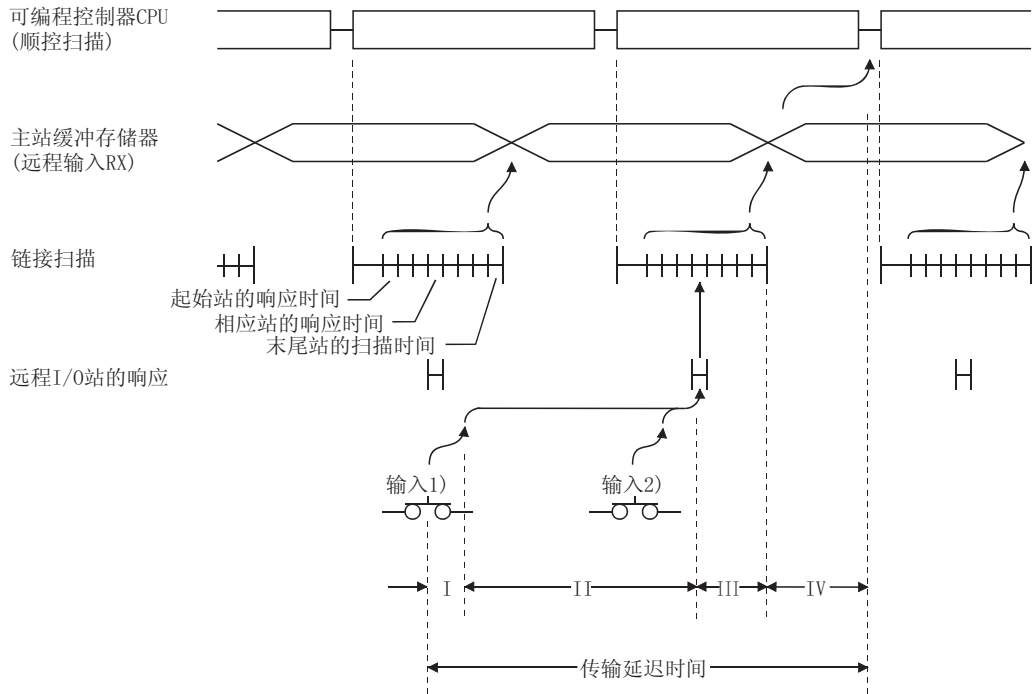 可编程控制器CPU
(顺控扫描)
主站缓冲存储器
(远程输入RX)
链接扫描
起始站的响应时间
相应站的响应时间
末尾站的扫描时间
远程I/O站的响应
输入1)
输入2)
I
II
III
IV
传输延迟时间